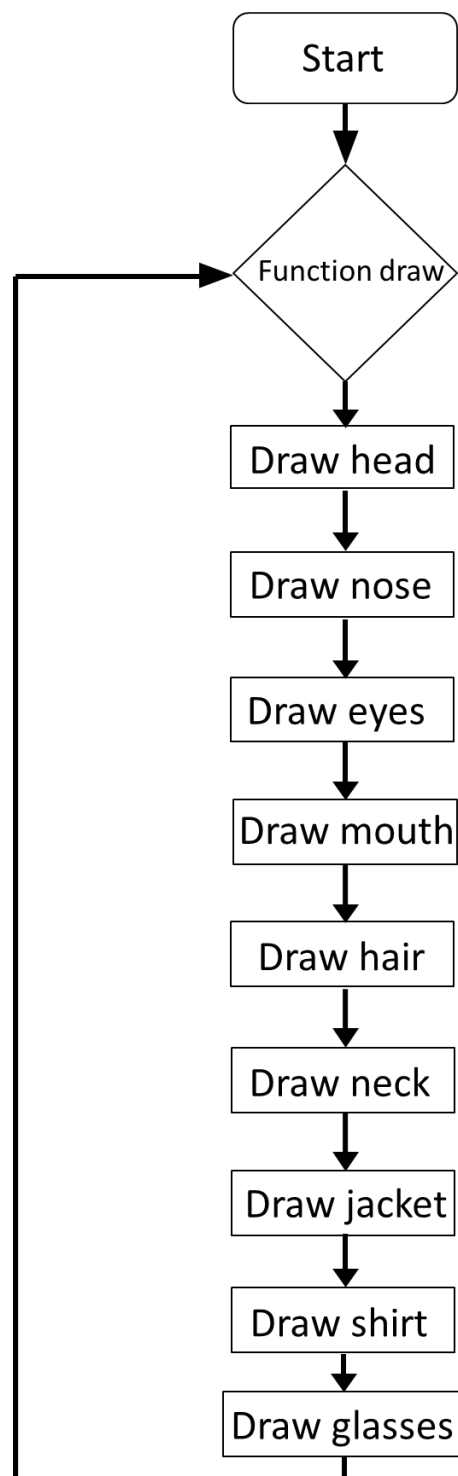 Start
Function draw
Draw head
Draw nose
Draw eyes
Draw mouth
Draw hair
Draw neck
Draw jacket
Draw shirt
Draw glasses